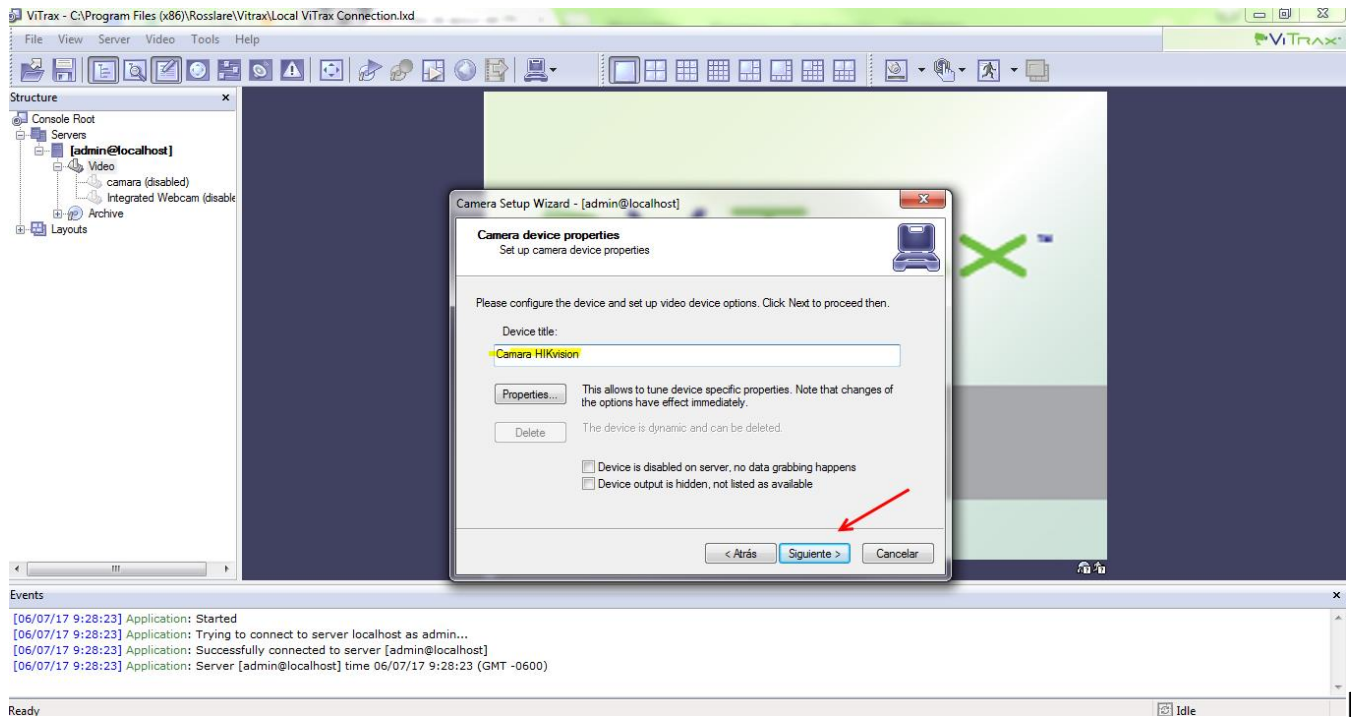 ViTrax - C:\Program Files (x86)\Rosslare\Vitrax\Local ViTrax Connection.lxd
File View Server Video Tools Help
ViTrax
Structure
Console Root
Servers
[admin@localhost]
Video
camara (disabled)
Integrated Webcam (disable
Archive
Layouts
Camera Setup Wizard - [admin@localhost]
Camera device properties
Set up camera device properties
Please configure the device and set up video device options. Click Next to proceed then.
Device title:
Camara HIKvision
Properties...
This allows to tune device specific properties. Note that changes of
the options have effect immediately.
Delete
The device is dynamic and can be deleted.
Device is disabled on server, no data grabbing happens
Device output is hidden, not listed as available
< Atrás
Siguiente >
Cancelar
Events
[06/07/17 9:28:23] Application: Started
[06/07/17 9:28:23] Application: Trying to connect to server localhost as admin...
[06/07/17 9:28:23] Application: Successfully connected to server [admin@localhost]
[06/07/17 9:28:23] Application: Server [admin@localhost] time 06/07/17 9:28:23 (GMT -0600)
Ready
Idle